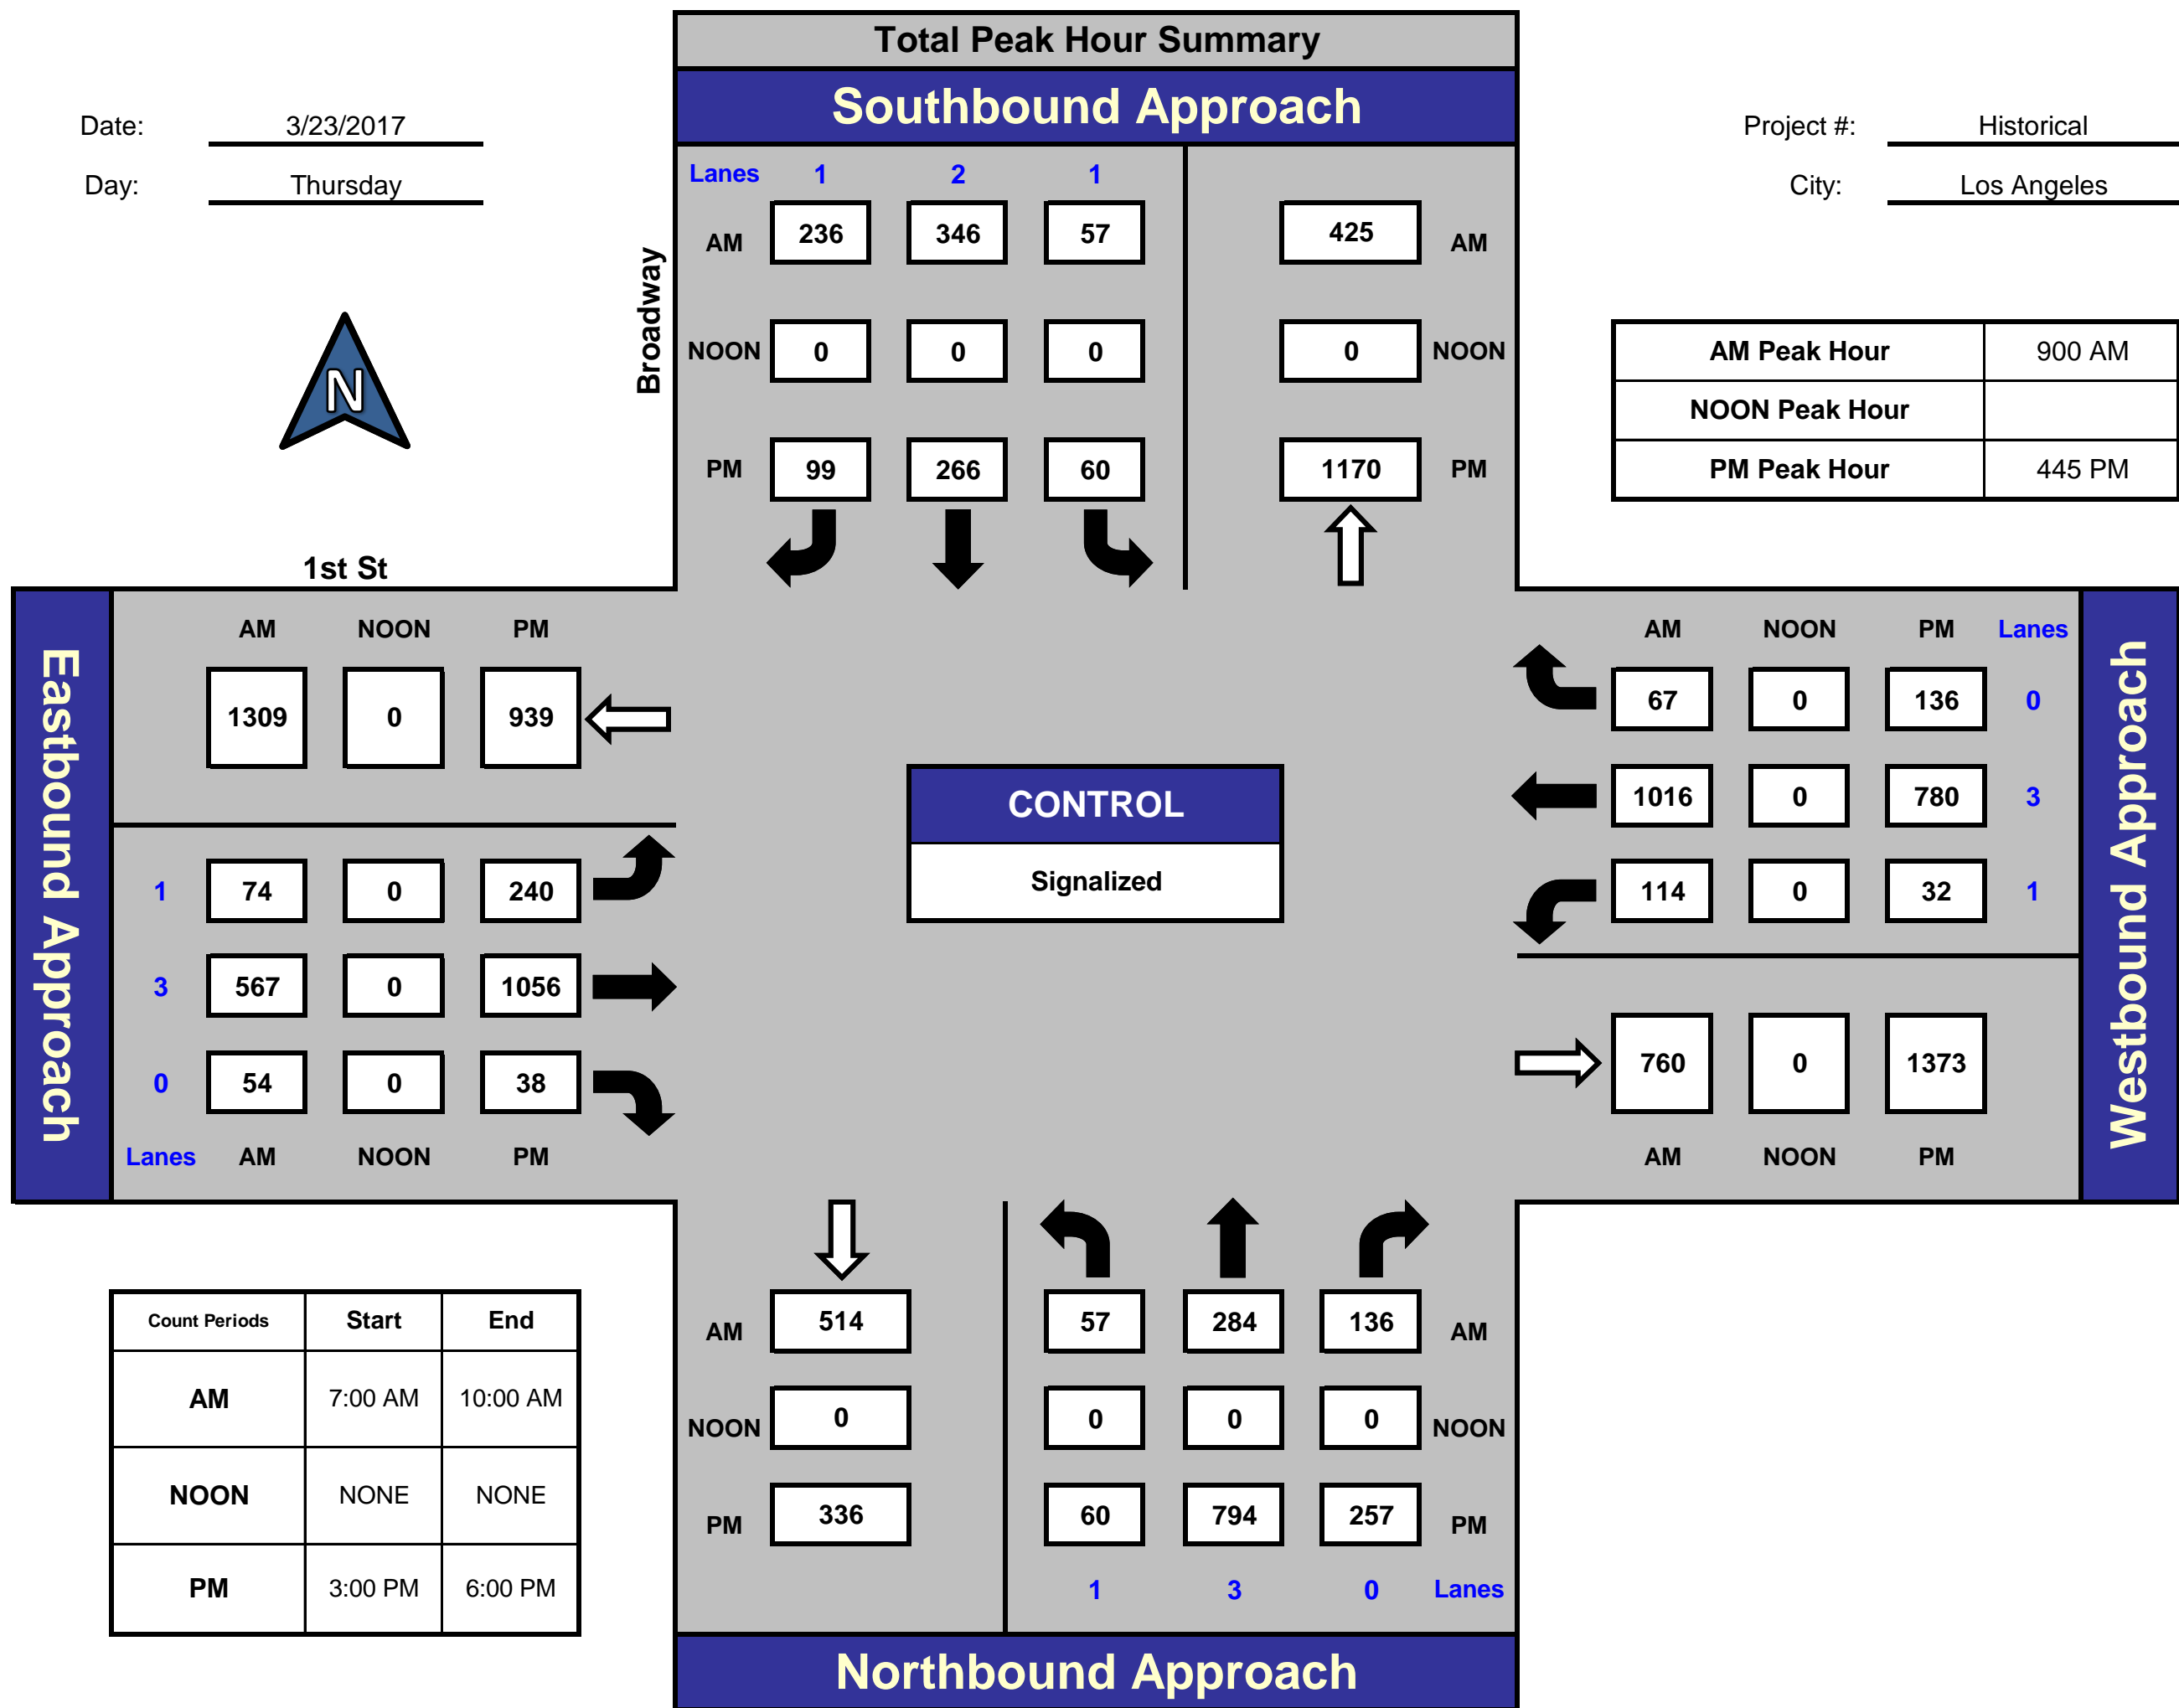 Total Peak Hour Summary
Southbound Approach
Date: 3/23/2017
Day: Thursday
Project #: Historical
City: Los Angeles
N
Broadway
Lanes 1 2 1
AM 236 346 57 425 AM
NOON 0 0 0 0 NOON
PM 99 266 60 1170 PM
AM Peak Hour 900 AM
NOON Peak Hour
PM Peak Hour 445 PM
1st St
Eastbound Approach
AM NOON PM
1309 0 939
1 74 0 240
3 567 0 1056
0 54 0 38
Lanes AM NOON PM
CONTROL
Signalized
AM NOON PM Lanes
67 0 136 0
1016 0 780 3
114 0 32 1
760 0 1373
AM NOON PM
Westbound Approach
Count Periods Start End
AM 7:00 AM 10:00 AM
NOON NONE NONE
PM 3:00 PM 6:00 PM
AM 514 57 284 136 AM
NOON 0 0 0 0 NOON
PM 336 60 794 257 PM
1 3 0 Lanes
Northbound Approach